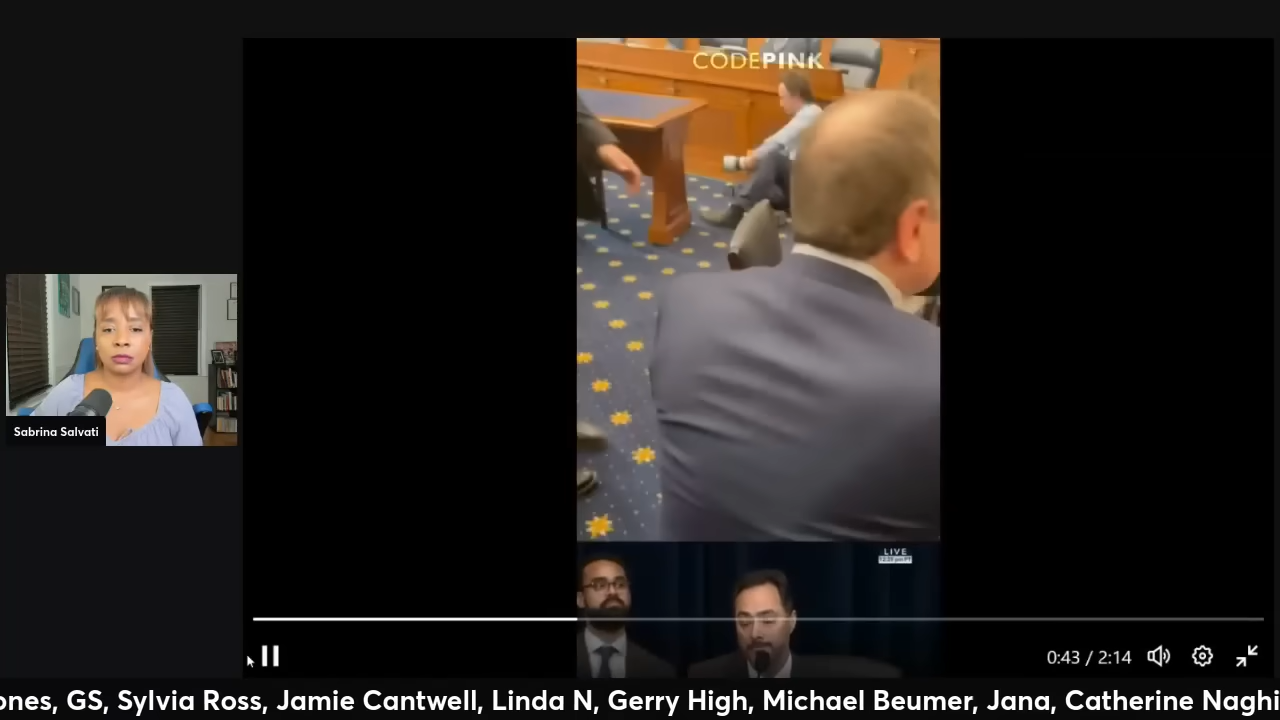 CODEPINK
Sabrina Salvati
LIVE
0:43 / 2:14
ones, GS, Sylvia Ross, Jamie Cantwell, Linda N, Gerry High, Michael Beumer, Jana, Catherine Naghi